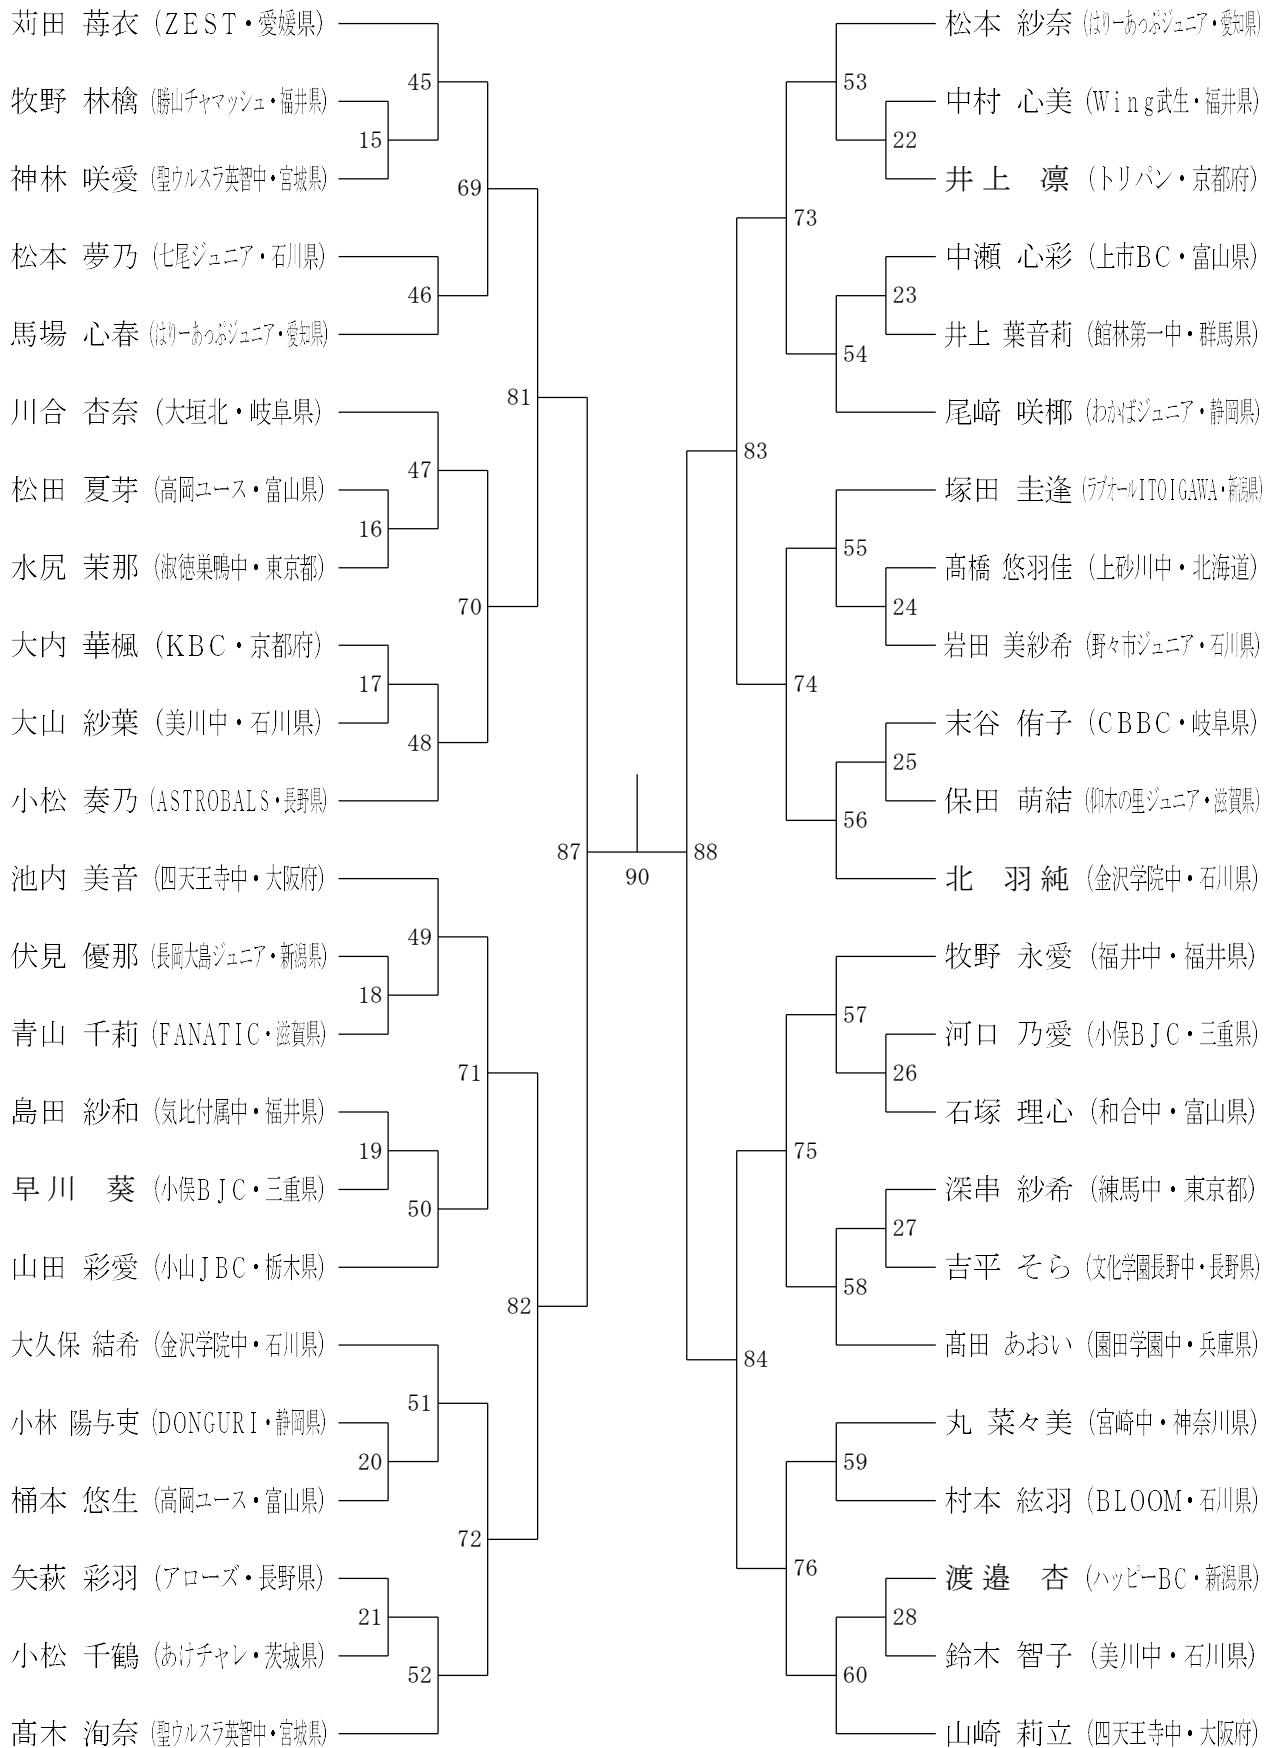 苅田 苺衣 (ZEST・愛媛県)
45
牧野 林檎 (勝山チャマッシュ・福井県)
15
神林 咲愛 (聖ウルスラ英智中・宮城県)
69
松本 夢乃 (七尾ジュニア・石川県)
46
馬場 心春 (はりーあっぷジュニア・愛知県)
81
川合 杏奈 (大垣北・岐阜県)
47
松田 夏芽 (高岡ユース・富山県)
16
水尻 茉那 (淑徳巣鴨中・東京都)
70
大内 華楓 (KBC・京都府)
17
大山 紗葉 (美川中・石川県)
48
小松 奏乃 (ASTROBALS・長野県)
87
池内 美音 (四天王寺中・大阪府)
49
伏見 優那 (長岡大島ジュニア・新潟県)
18
青山 千莉 (FANATIC・滋賀県)
71
島田 紗和 (気比付属中・福井県)
19
早川 葵 (小俣BJC・三重県)
50
山田 彩愛 (小山JBC・栃木県)
82
大久保 結希 (金沢学院中・石川県)
51
小林 陽与吏 (DONGURI・静岡県)
20
桶本 悠生 (高岡ユース・富山県)
72
矢萩 彩羽 (アローズ・長野県)
21
小松 千鶴 (あけチャレ・茨城県)
52
髙木 洵奈 (聖ウルスラ英智中・宮城県)
90
松本 紗奈 (はりーあっぷジュニア・愛知県)
53
中村 心美 (Wing武生・福井県)
22
井上 凛 (トリパン・京都府)
73
中瀬 心彩 (上市BC・富山県)
23
井上 葉音莉 (館林第一中・群馬県)
54
尾﨑 咲椰 (わかばジュニア・静岡県)
83
塚田 圭逢 (ラブオールITOIGAWA・新潟県)
55
髙橋 悠羽佳 (上砂川中・北海道)
24
岩田 美紗希 (野々市ジュニア・石川県)
74
末谷 侑子 (CBBC・岐阜県)
25
保田 萌結 (仰木の里ジュニア・滋賀県)
56
88
北 羽純 (金沢学院中・石川県)
牧野 永愛 (福井中・福井県)
57
河口 乃愛 (小俣BJC・三重県)
26
石塚 理心 (和合中・富山県)
75
深串 紗希 (練馬中・東京都)
27
吉平 そら (文化学園長野中・長野県)
58
髙田 あおい (園田学園中・兵庫県)
84
丸 菜々美 (宮崎中・神奈川県)
59
村本 絃羽 (BLOOM・石川県)
76
渡邉 杏 (ハッピーBC・新潟県)
28
鈴木 智子 (美川中・石川県)
60
山崎 莉立 (四天王寺中・大阪府)